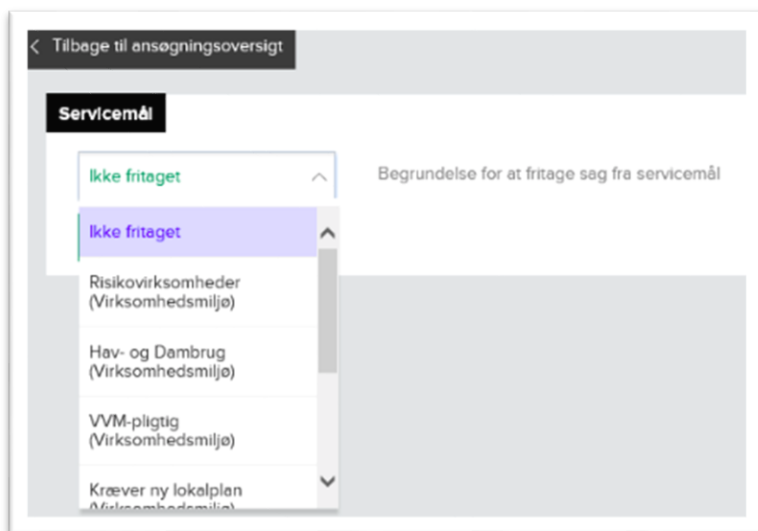 Tilbage til ansøgningsoversigt
Servicemål
Ikke fritaget
Begrundelse for at fritage sag fra servicemål
Ikke fritaget
Risikovirksomheder
(Virksomhedsmiljø)
Hav- og Dambrug
(Virksomhedsmiljø)
VVM-pligtig
(Virksomhedsmiljø)
Kræver ny lokalplan
(Virksomhedsmiljø)